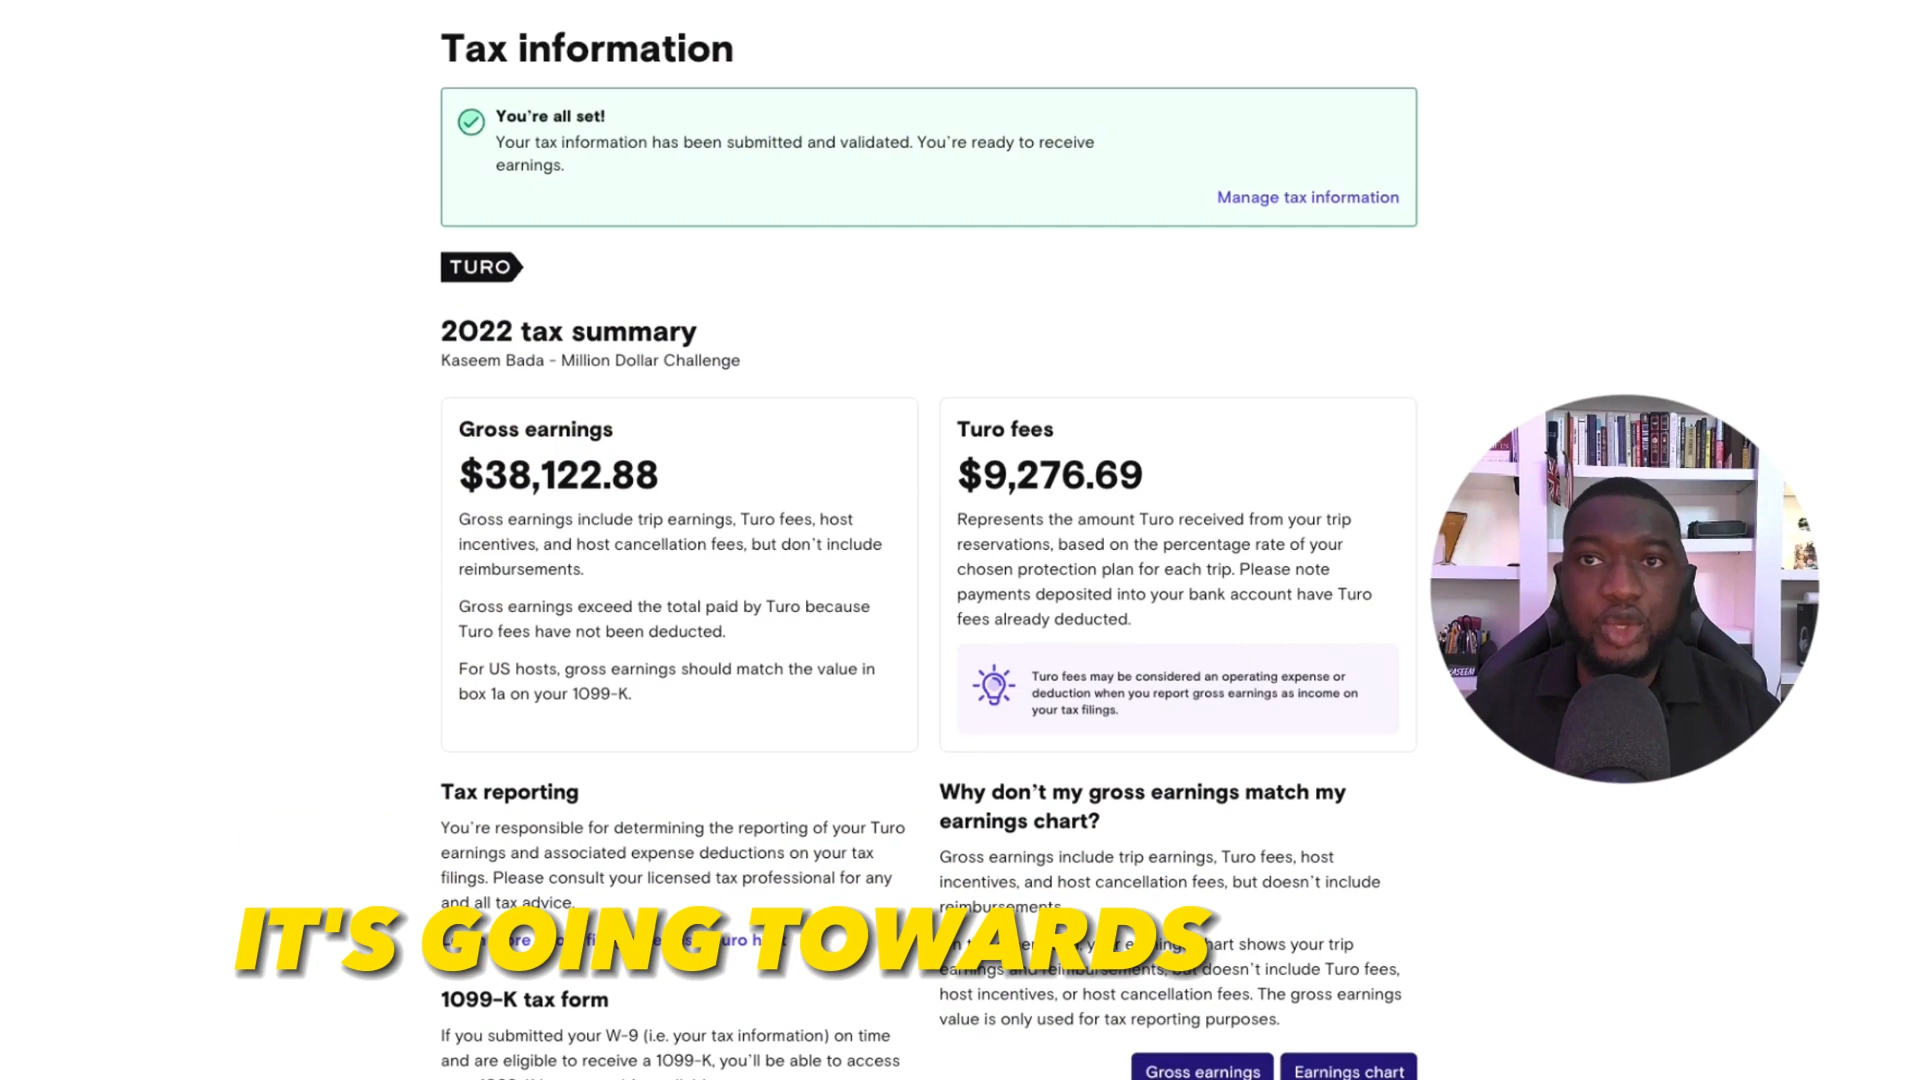 Tax information
You're all set!
Your tax information has been submitted and validated. You're ready to receive
earnings.
Manage tax information
TURO
2022 tax summary
Kaseem Bada - Million Dollar Challenge
Gross earnings
$38,122.88
Gross earnings include trip earnings, Turo fees, host
incentives, and host cancellation fees, but don't include
reimbursements.
Gross earnings exceed the total paid by Turo because
Turo fees have not been deducted.
For US hosts, gross earnings should match the value in
box 1a on your 1099-K.
Turo fees
$9,276.69
Represents the amount Turo received from your trip
reservations, based on the percentage rate of your
chosen protection plan for each trip. Please note
payments deposited into your bank account have Turo
fees already deducted.
Turo fees may be considered an operating expense or
deduction when you report gross earnings as income on
your tax filings.
KASEEM
Tax reporting
You're responsible for determining the reporting of your Turo
earnings and associated expense deductions on your tax
filings. Please consult your licensed tax professional for any
and all tax advice.
IT'S GOING TOWARDS
1099-K tax form
If you submitted your W-9 (i.e. your tax information) on time
and are eligible to receive a 1099-K, you'll be able to access
Why don't my gross earnings match my
earnings chart?
Gross earnings include trip earnings, Turo fees, host
incentives, and host cancellation fees, but doesn't include
reimbursements.
chart shows your trip
earnings and reimbursements, but doesn't include Turo fees,
host incentives, or host cancellation fees. The gross earnings
value is only used for tax reporting purposes.
Gross earnings
Earnings chart